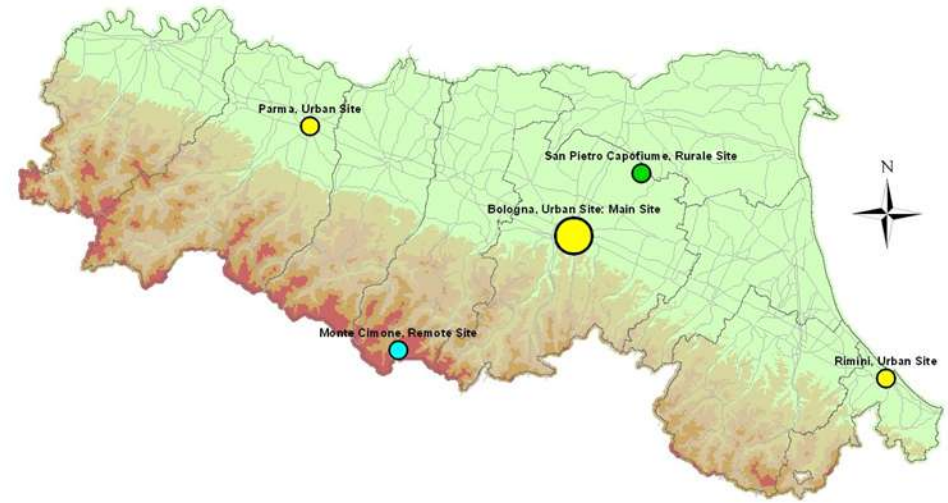 Parma, Urban Site
San Pietro Capofiume, Rurale Site
N
Bologna, Urban Site: Main Site
Monte Cimone, Remote Site
Rimini, Urban Site